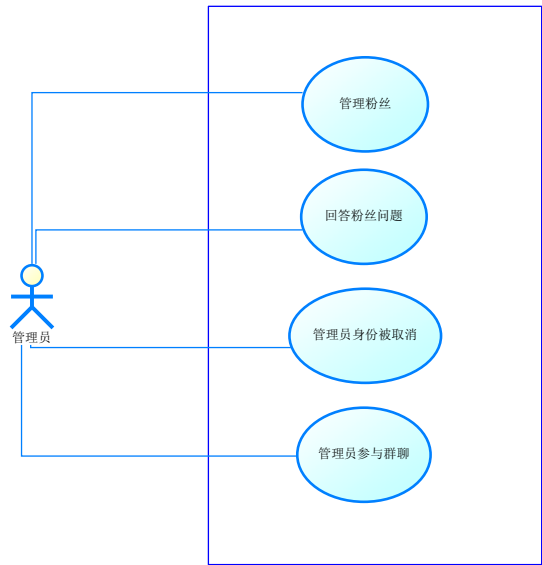 管理粉丝
回答粉丝问题
管理员
管理员身份被取消
管理员参与群聊